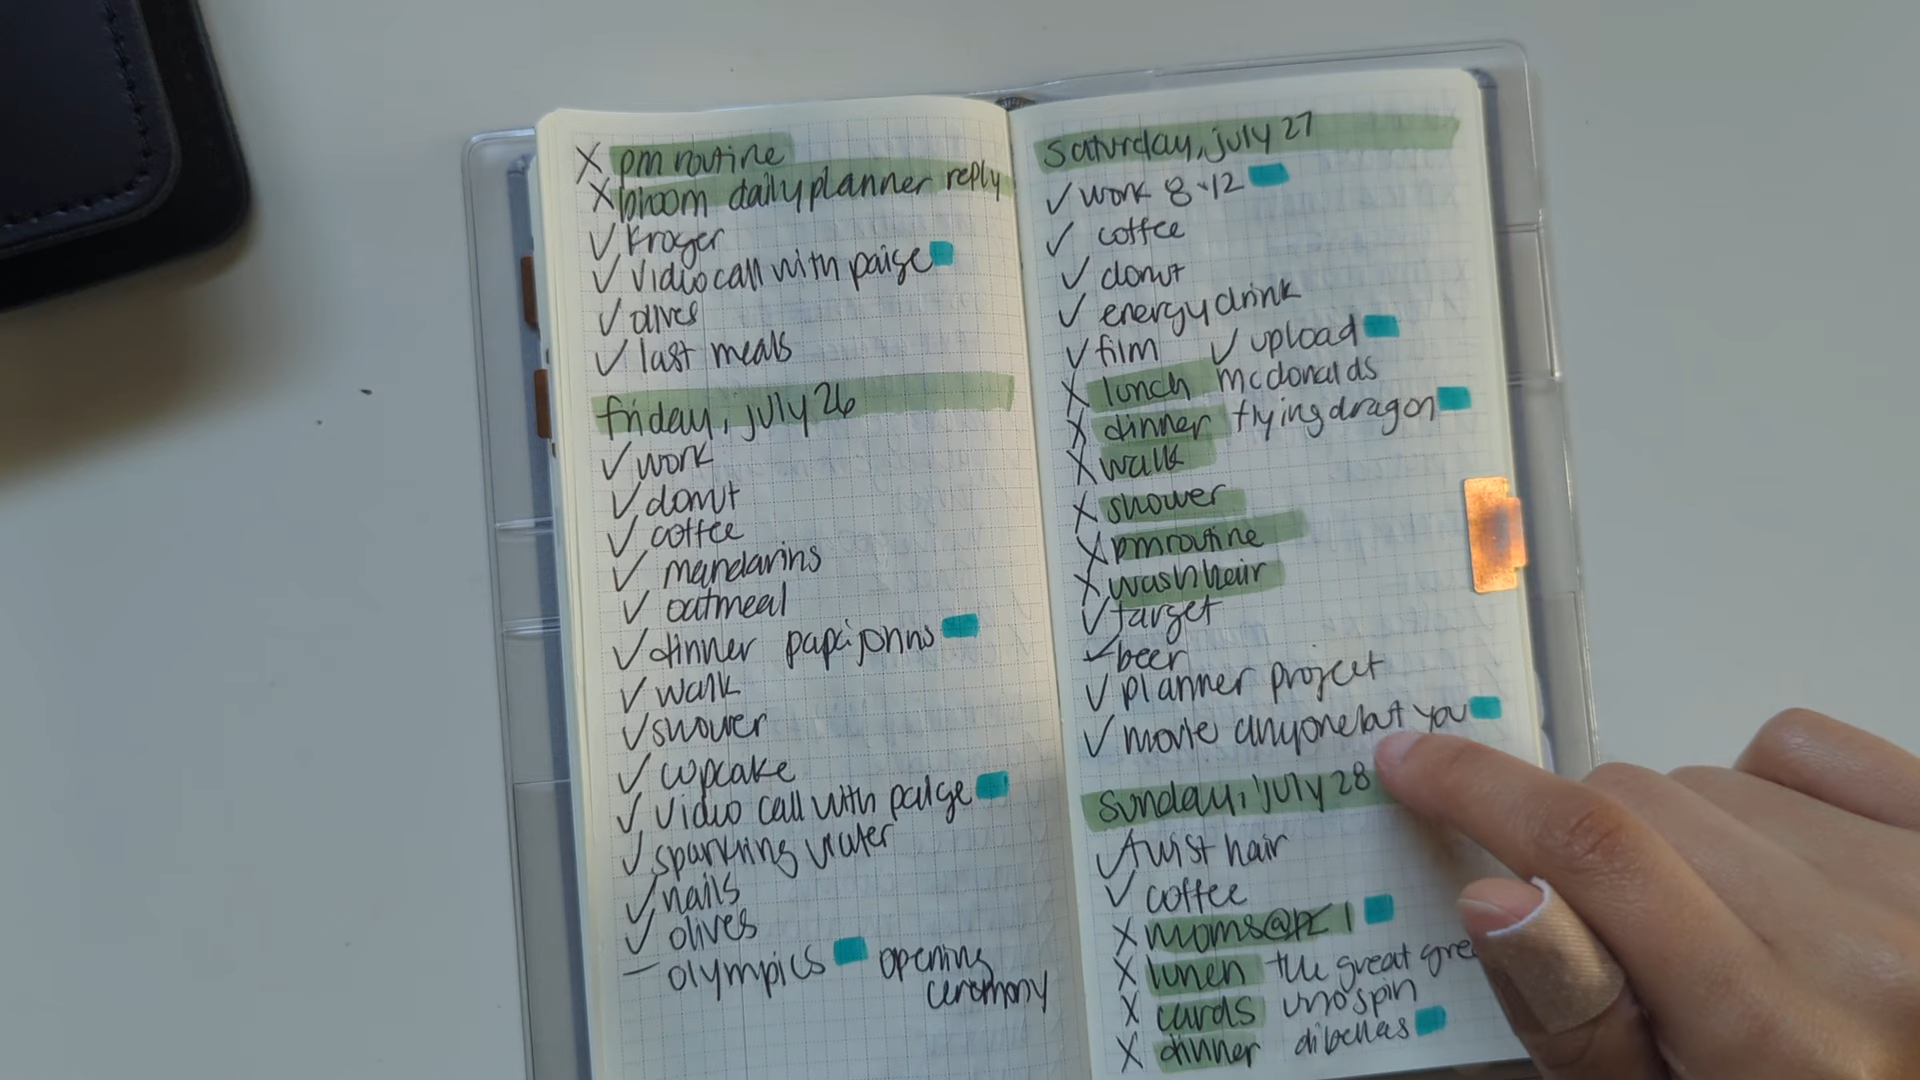 X pm routine
X bloom daily planner reply
✓ kroger
✓ video call with paige
✓ olives
✓ last meals
friday, july 26
✓ work
✓ donut
✓ coffee
✓ mandarins
✓ oatmeal
✓ dinner papa johns
✓ walk
✓ shower
✓ cupcake
✓ video call with paige
✓ sparkling water
✓ nails
✓ olives
— olympics opening
ceremony
saturday, july 27
✓ work 8-12
✓ coffee
✓ donut
✓ energy drink
✓ film ✓ upload
X lunch mcdonalds
X dinner flying dragon
X walk
X shower
X pm routine
X wash hair
✓ target
✓ beer
✓ planner project
✓ movie anyone but you
sunday, july 28
✓ twist hair
✓ coffee
X moms@ 1
X lunch the great gree
X cards uno spin
X dinner dibellas